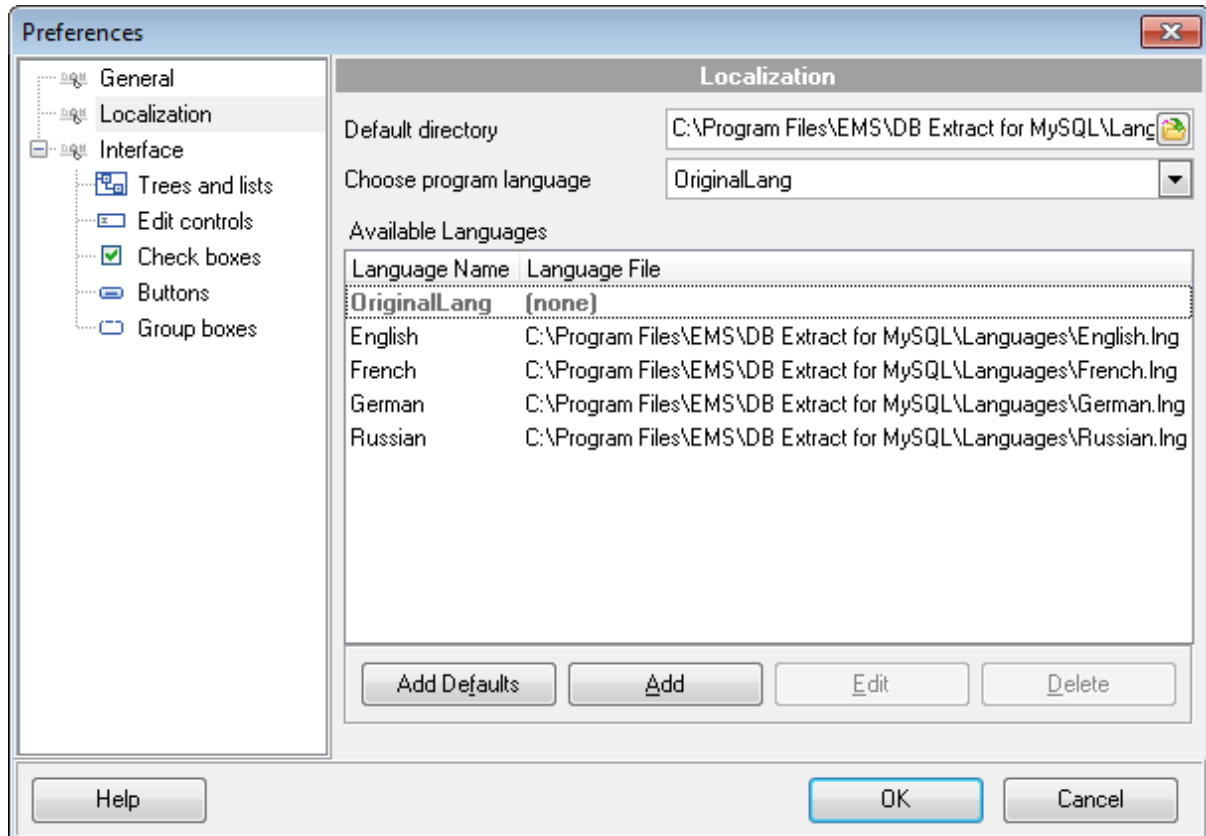 Preferences
General
Localization
Interface
Trees and lists
Edit controls
Check boxes
Buttons
Group boxes
Localization
Default directory C:\Program Files\EMS\DB Extract for MySQL\Lang
Choose program language OriginalLang
Available Languages
Language Name Language File
OriginalLang (none)
English C:\Program Files\EMS\DB Extract for MySQL\Languages\English.lng
French C:\Program Files\EMS\DB Extract for MySQL\Languages\French.lng
German C:\Program Files\EMS\DB Extract for MySQL\Languages\German.lng
Russian C:\Program Files\EMS\DB Extract for MySQL\Languages\Russian.lng
Add Defaults Add Edit Delete
Help OK Cancel